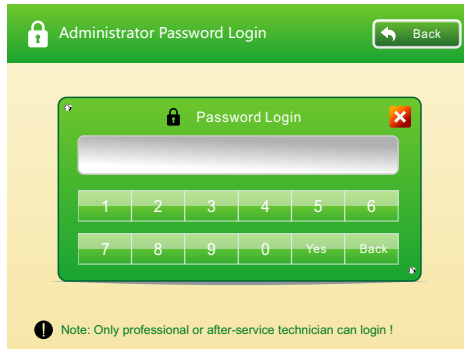 Administrator Password Login
Back
Password Login
1 2 3 4 5 6
7 8 9 0 Yes Back
Note: Only professional or after-service technician can login !